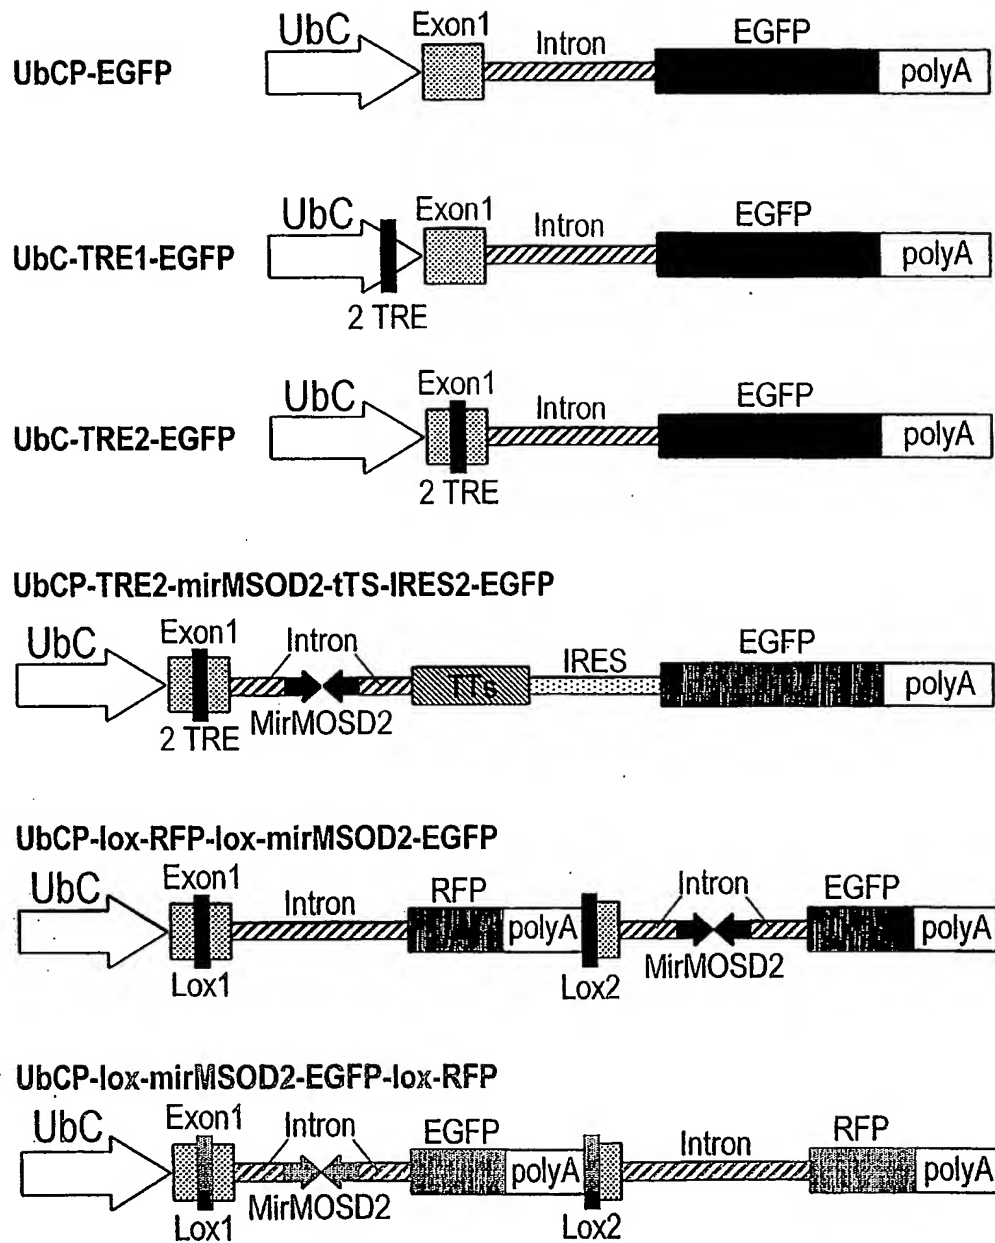 UbC Exon1 Intron EGFP
UbCP-EGFP polyA
UbC Exon1 Intron EGFP
UbC-TRE1-EGFP polyA
2 TRE
UbC Exon1 Intron EGFP
UbC-TRE2-EGFP polyA
2 TRE
UbCP-TRE2-mirMSOD2-tTS-IRES2-EGFP
UbC Exon1 Intron IRES EGFP
TTs polyA
2 TRE MirMOSD2
UbCP-lox-RFP-lox-mirMSOD2-EGFP
UbC Exon1 Intron RFP Intron EGFP
polyA polyA
Lox1 Lox2 MirMOSD2
UbCP-lox-mirMSOD2-EGFP-lox-RFP
UbC Exon1 Intron EGFP Intron RFP
polyA polyA
Lox1 MirMOSD2 Lox2